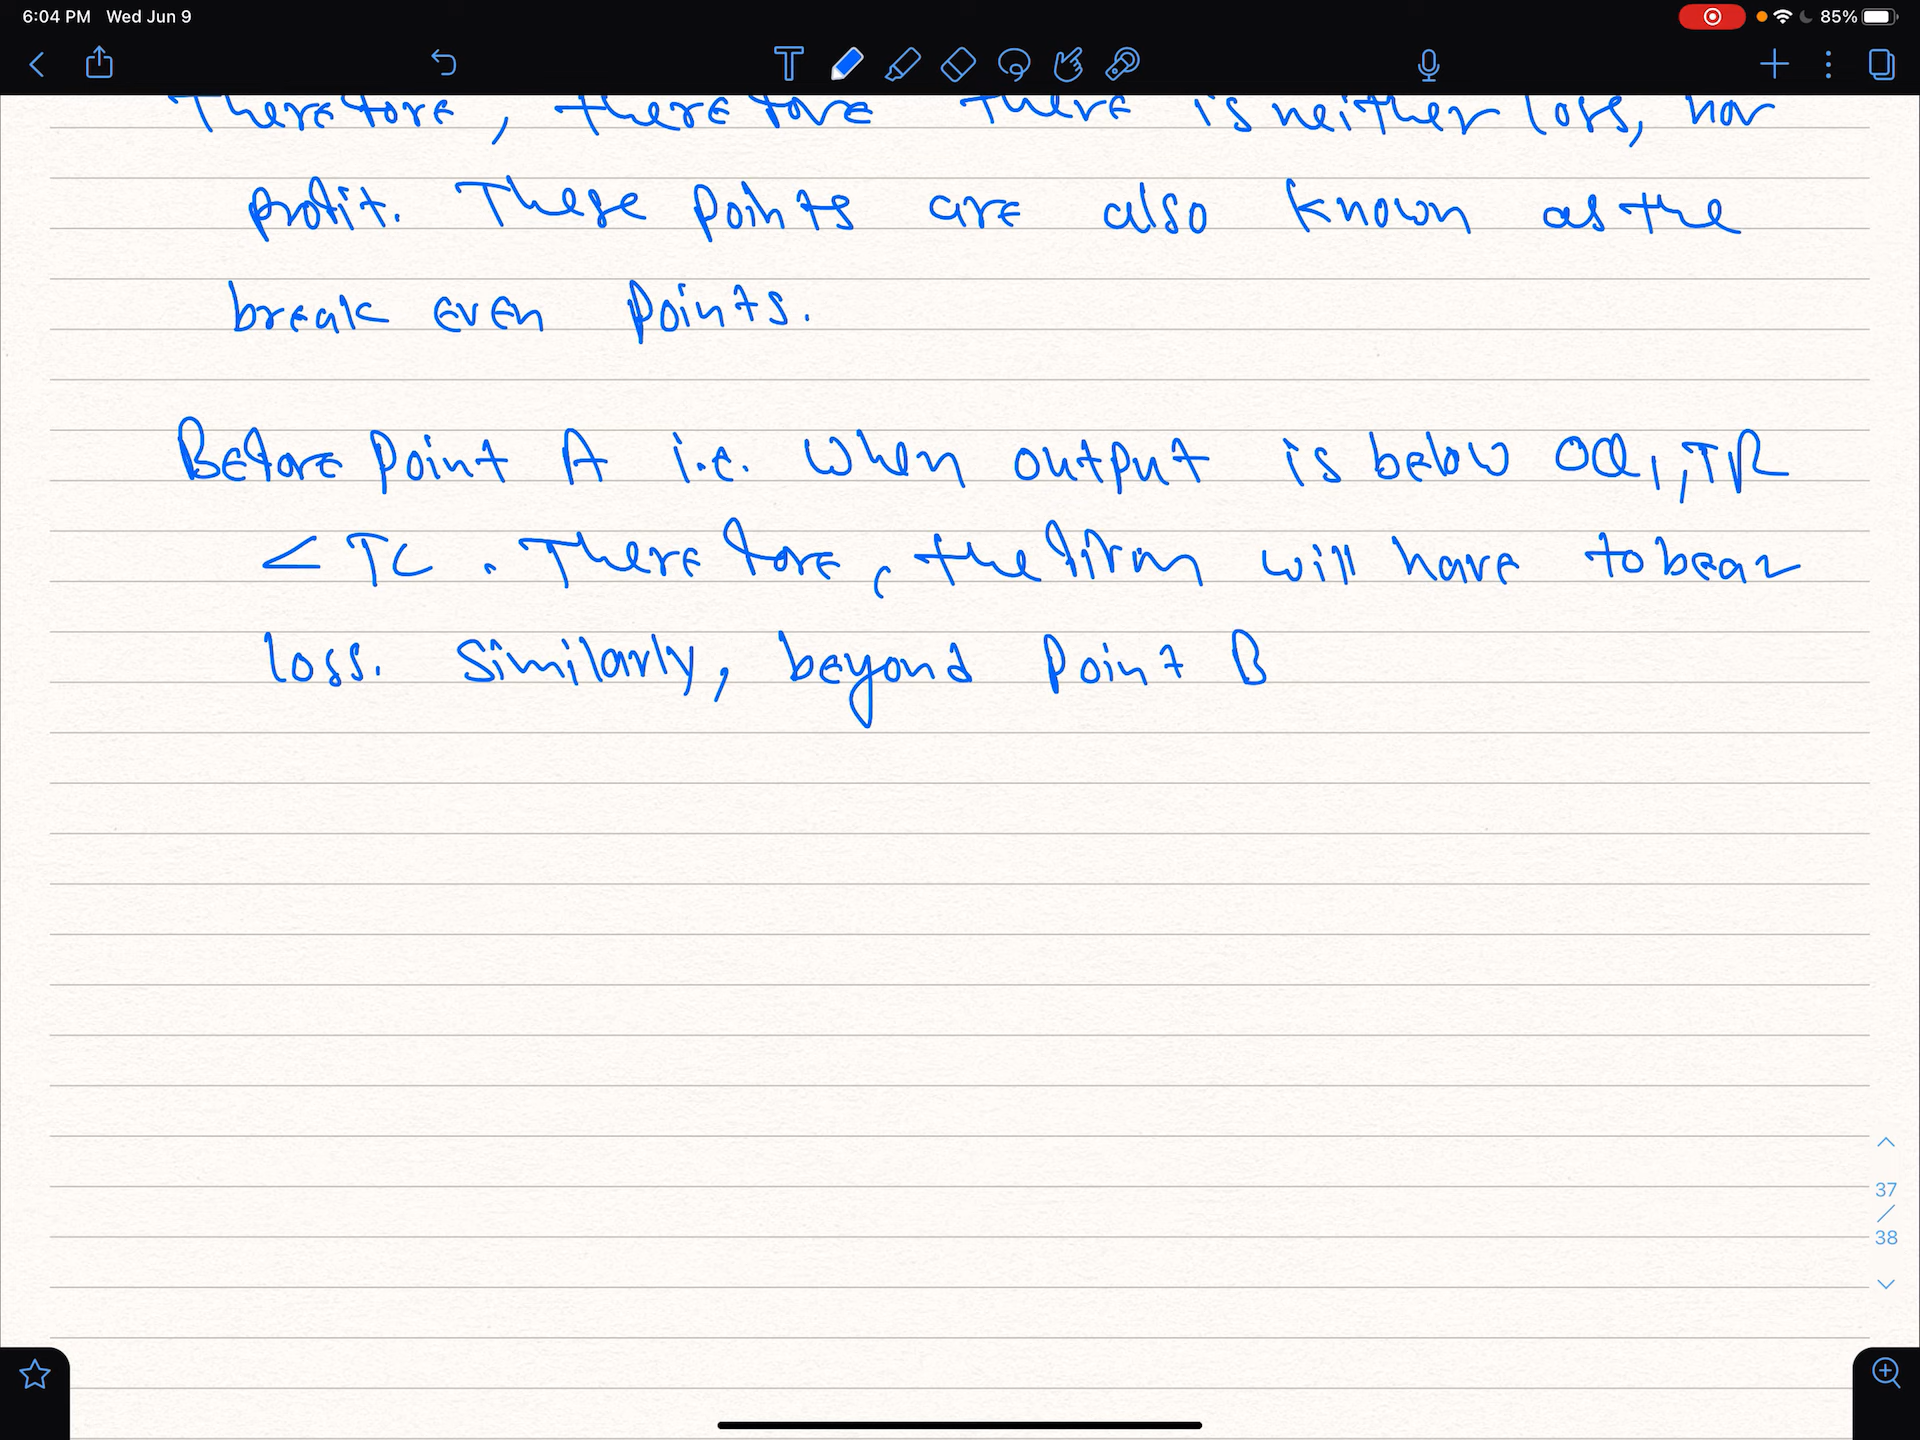 6:04 PM Wed Jun 9
85%
Therefore, therefore there is neither loss, nor
profit. These points are also known as the
break even points.
Before point A i.e. when output is below OQ1, TR
< TC. Therefore, the firm will have to bear
loss. Similarly, beyond point B
37
/
38